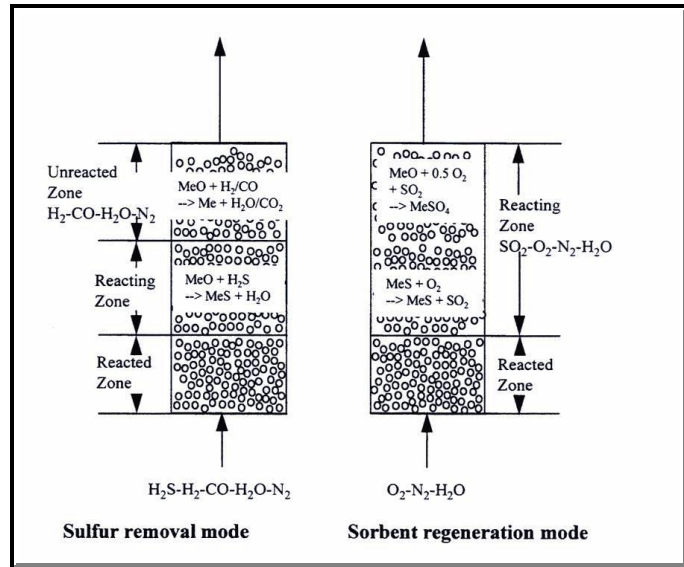 Unreacted
Zone
H₂-CO-H₂O-N₂
Reacting
Zone
Reacted
Zone
MeO + H₂/CO
--> Me + H₂O/CO₂
MeO + H₂S
--> MeS + H₂O
H₂S-H₂-CO-H₂O-N₂
Sulfur removal mode
MeO + 0.5 O₂
+ SO₂
--> MeSO₄
MeS + O₂
--> MeS + SO₂
Reacting
Zone
SO₂-O₂-N₂-H₂O
Reacted
Zone
O₂-N₂-H₂O
Sorbent regeneration mode